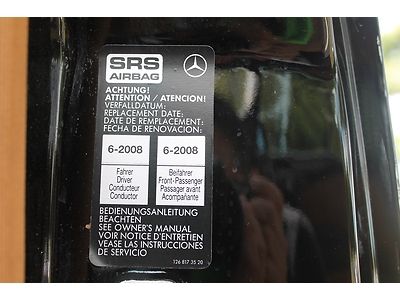 SRS
AIRBAG
ACHTUNG!
ATTENTION / ATENCION!
VERFALLDATUM:
REPLACEMENT DATE:
DATE DE REMPLACEMENT:
FECHA DE RENOVACION:
6-2008 6-2008
Fahrer Beifahrer
Driver Front-Passenger
Conducteur Passager avant
Conductor Acompañante
BEDIENUNGSANLEITUNG
BEACHTEN
SEE OWNER'S MANUAL
VOIR NOTICE D'ENTRETIEN
VEASE LAS INSTRUCCIONES
DE SERVICIO
126 817 35 20